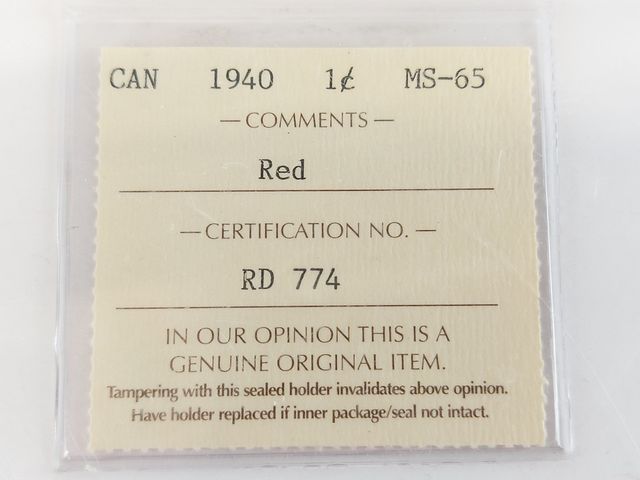 CAN 1940 1¢ MS-65
— COMMENTS —
Red
— CERTIFICATION NO. —
RD 774
IN OUR OPINION THIS IS A
GENUINE ORIGINAL ITEM.
Tampering with this sealed holder invalidates above opinion.
Have holder replaced if inner package/seal not intact.